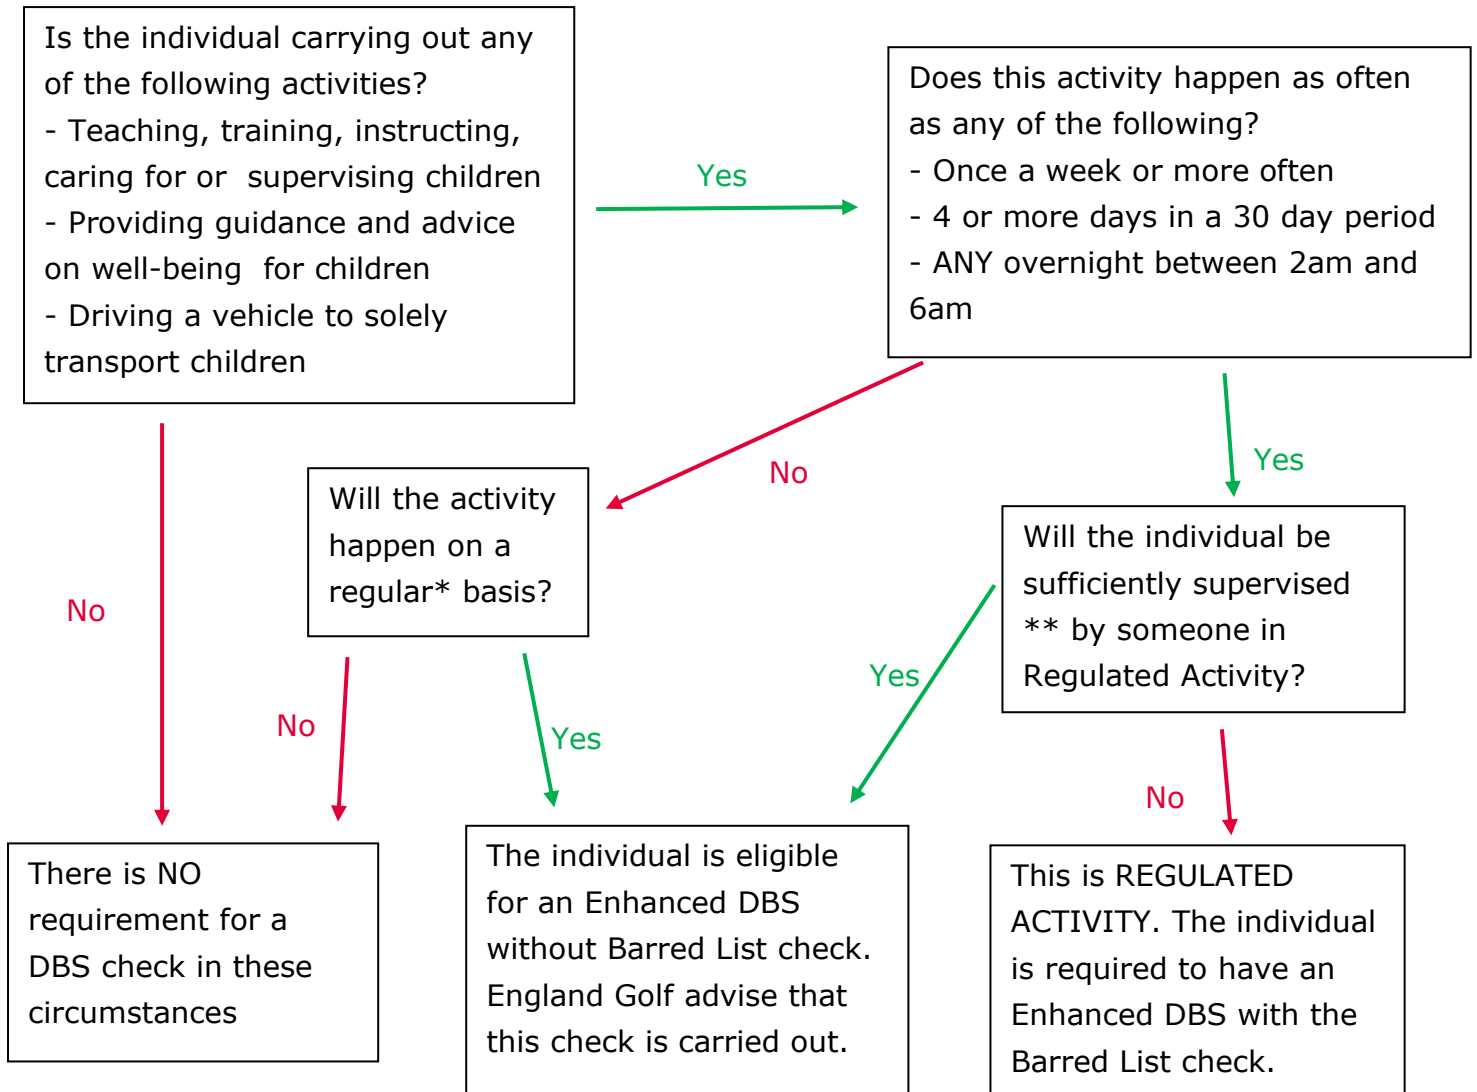 Is the individual carrying out any
of the following activities?
- Teaching, training, instructing,
caring for or  supervising children
- Providing guidance and advice
on well-being  for children
- Driving a vehicle to solely
transport children
Yes
Does this activity happen as often
as any of the following?
- Once a week or more often
- 4 or more days in a 30 day period
- ANY overnight between 2am and
6am
No
No
Yes
Will the activity
happen on a
regular* basis?
Will the individual be
sufficiently supervised
** by someone in
Regulated Activity?
No
Yes
Yes
No
There is NO
requirement for a
DBS check in these
circumstances
The individual is eligible
for an Enhanced DBS
without Barred List check.
England Golf advise that
this check is carried out.
This is REGULATED
ACTIVITY. The individual
is required to have an
Enhanced DBS with the
Barred List check.